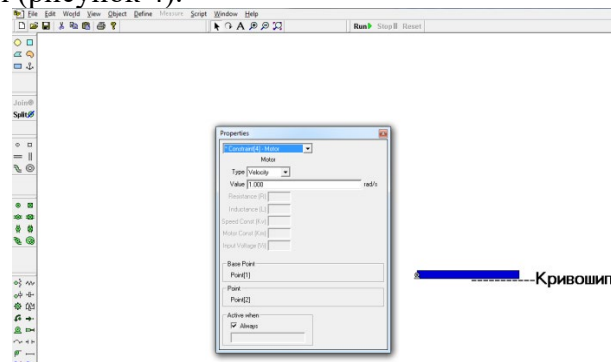 (рисунок 4).
File Edit World View Object Define Measure Script Window Help
A
Run Stop II Reset
Join
Split
Properties
Constraint[4] - Motor
Motor
Type Velocity
Value 1.000 rad/s
Resistance (R)
Inductance (L)
Speed Const (Kv)
Motor Const (Km)
Input Voltage (V)
Base Point
Point[1]
Point
Point[2]
Active when
Always
Кривошип